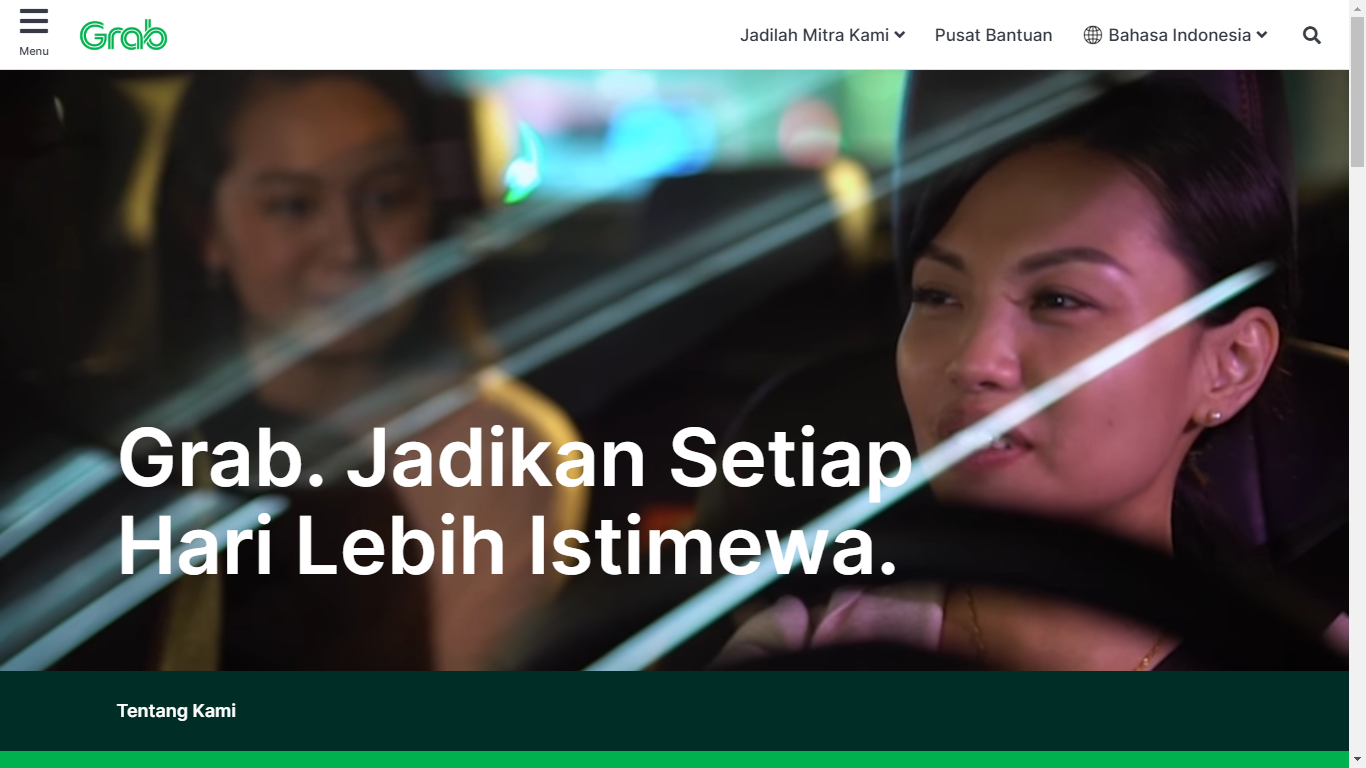 Menu
Grab
Jadilah Mitra Kami
Pusat Bantuan
Bahasa Indonesia
Grab. Jadikan Setiap
Hari Lebih Istimewa.
Tentang Kami